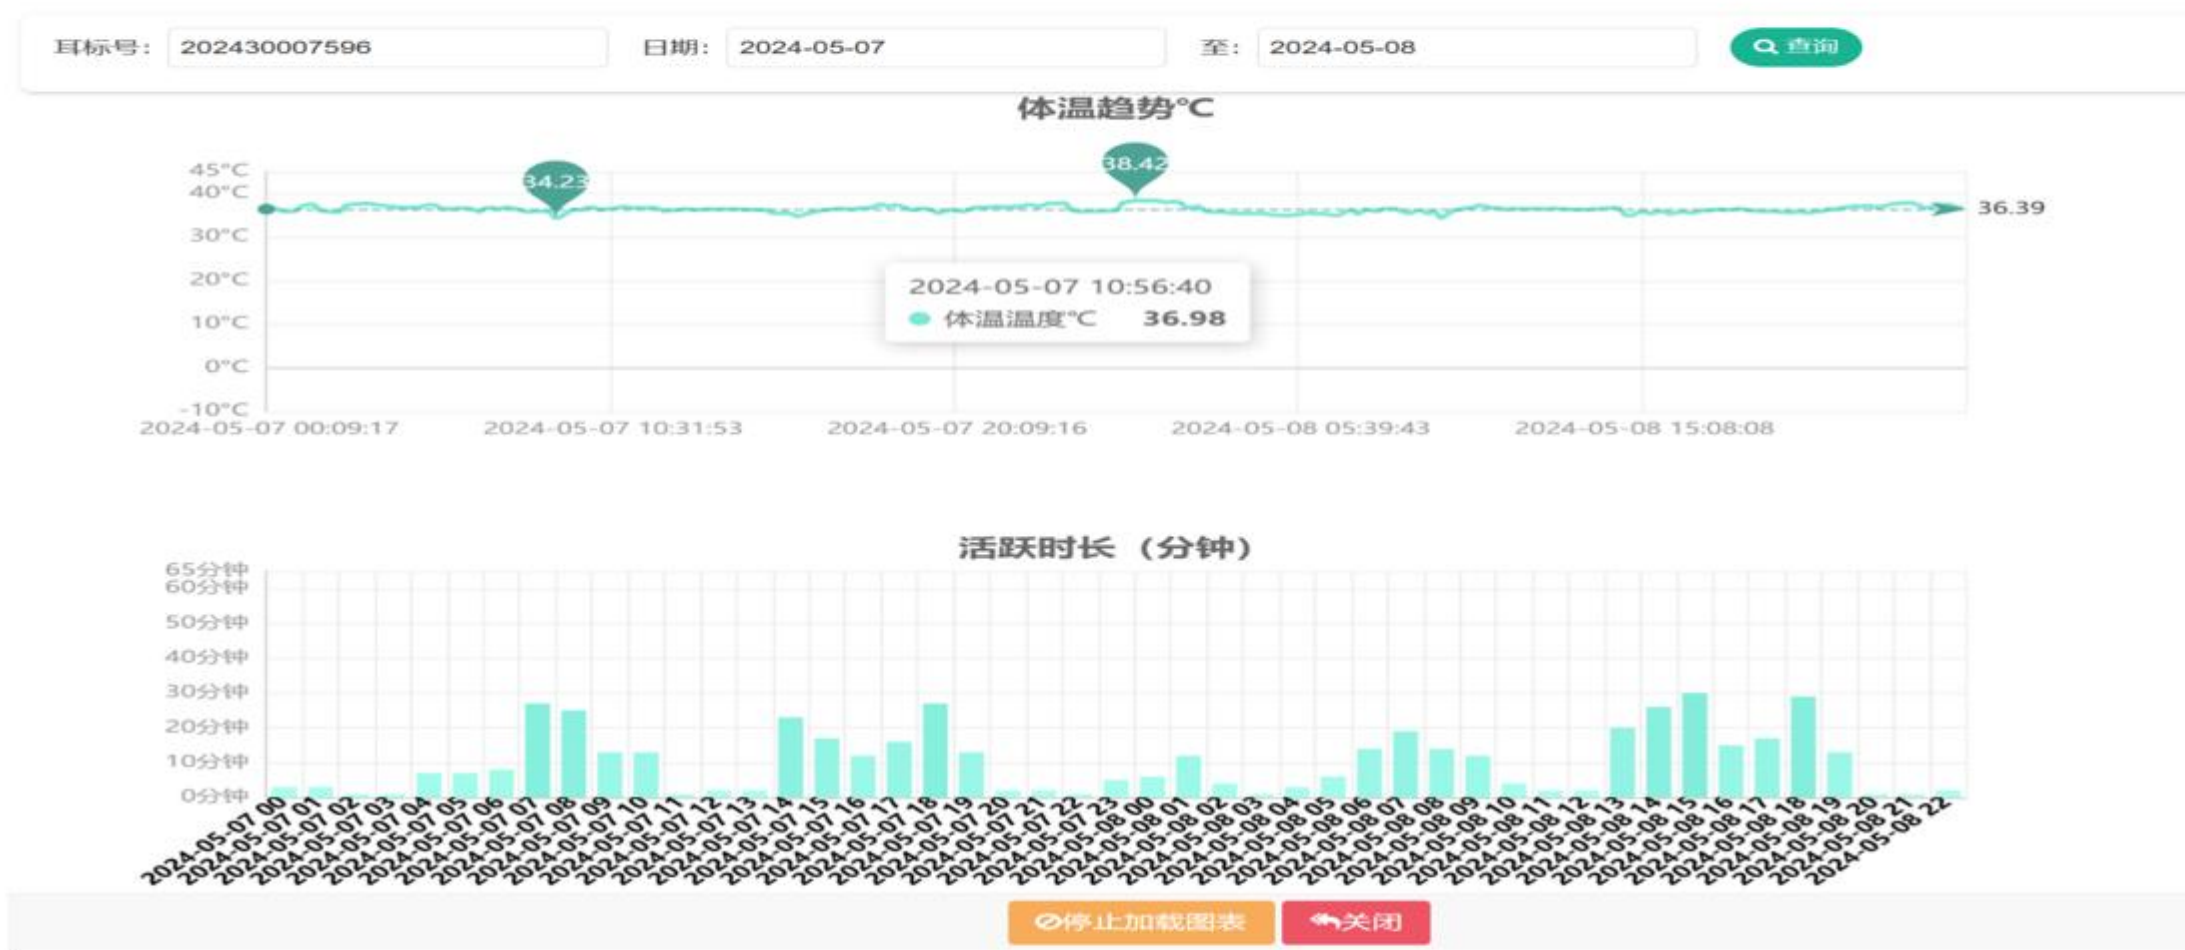 耳标号： 202430007596 日期： 2024-05-07 至： 2024-05-08 查询
体温趋势℃
45°C
40°C
30°C
20°C
10°C
0°C
-10°C
34.23
38.42
36.39
2024-05-07 10:56:40
体温温度℃ 36.98
2024-05-07 00:09:17 2024-05-07 10:31:53 2024-05-07 20:09:16 2024-05-08 05:39:43 2024-05-08 15:08:08
活跃时长（分钟）
65分钟
60分钟
50分钟
40分钟
30分钟
20分钟
10分钟
0分钟
2024-05-07 00
2024-05-07 01
2024-05-07 02
2024-05-07 03
2024-05-07 04
2024-05-07 05
2024-05-07 06
2024-05-07 07
2024-05-07 08
2024-05-07 09
2024-05-07 10
2024-05-07 11
2024-05-07 12
2024-05-07 13
2024-05-07 14
2024-05-07 15
2024-05-07 16
2024-05-07 17
2024-05-07 18
2024-05-07 19
2024-05-07 20
2024-05-07 21
2024-05-07 22
2024-05-07 23
2024-05-08 00
2024-05-08 01
2024-05-08 02
2024-05-08 03
2024-05-08 04
2024-05-08 05
2024-05-08 06
2024-05-08 07
2024-05-08 08
2024-05-08 09
2024-05-08 10
2024-05-08 11
2024-05-08 12
2024-05-08 13
2024-05-08 14
2024-05-08 15
2024-05-08 16
2024-05-08 17
2024-05-08 18
2024-05-08 19
2024-05-08 20
2024-05-08 21
2024-05-08 22
停止加载图表 关闭